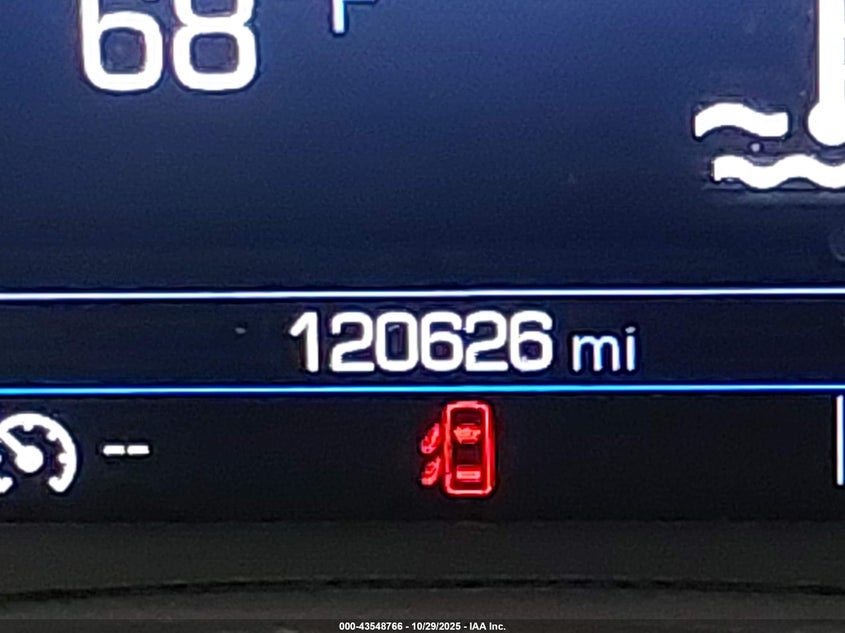 68 °F
120626 mi
--
000-43548766 - 10/29/2025 - IAA Inc.